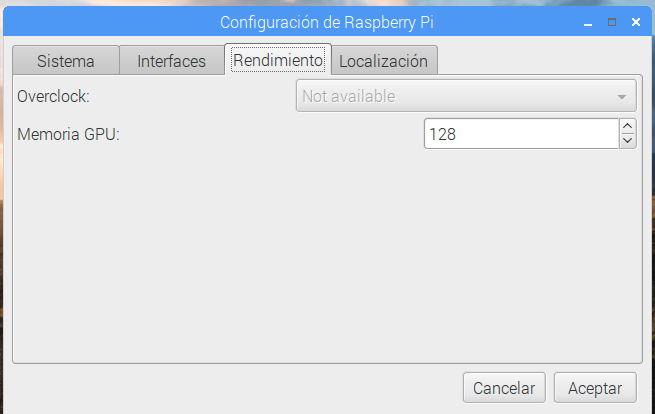 Configuración de Raspberry Pi
Sistema Interfaces Rendimiento Localización
Overclock: Not available
Memoria GPU: 128
Cancelar Aceptar